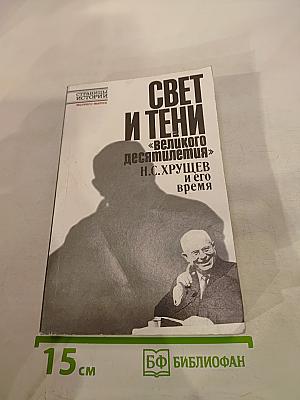 СТРАНИЦЫ
ИСТОРИИ
СВЕТ
И ТЕНИ
«великого
десятилетия»
Н.С.ХРУЩЕВ
и его
время
15 см
БФ БИБЛИОФАН